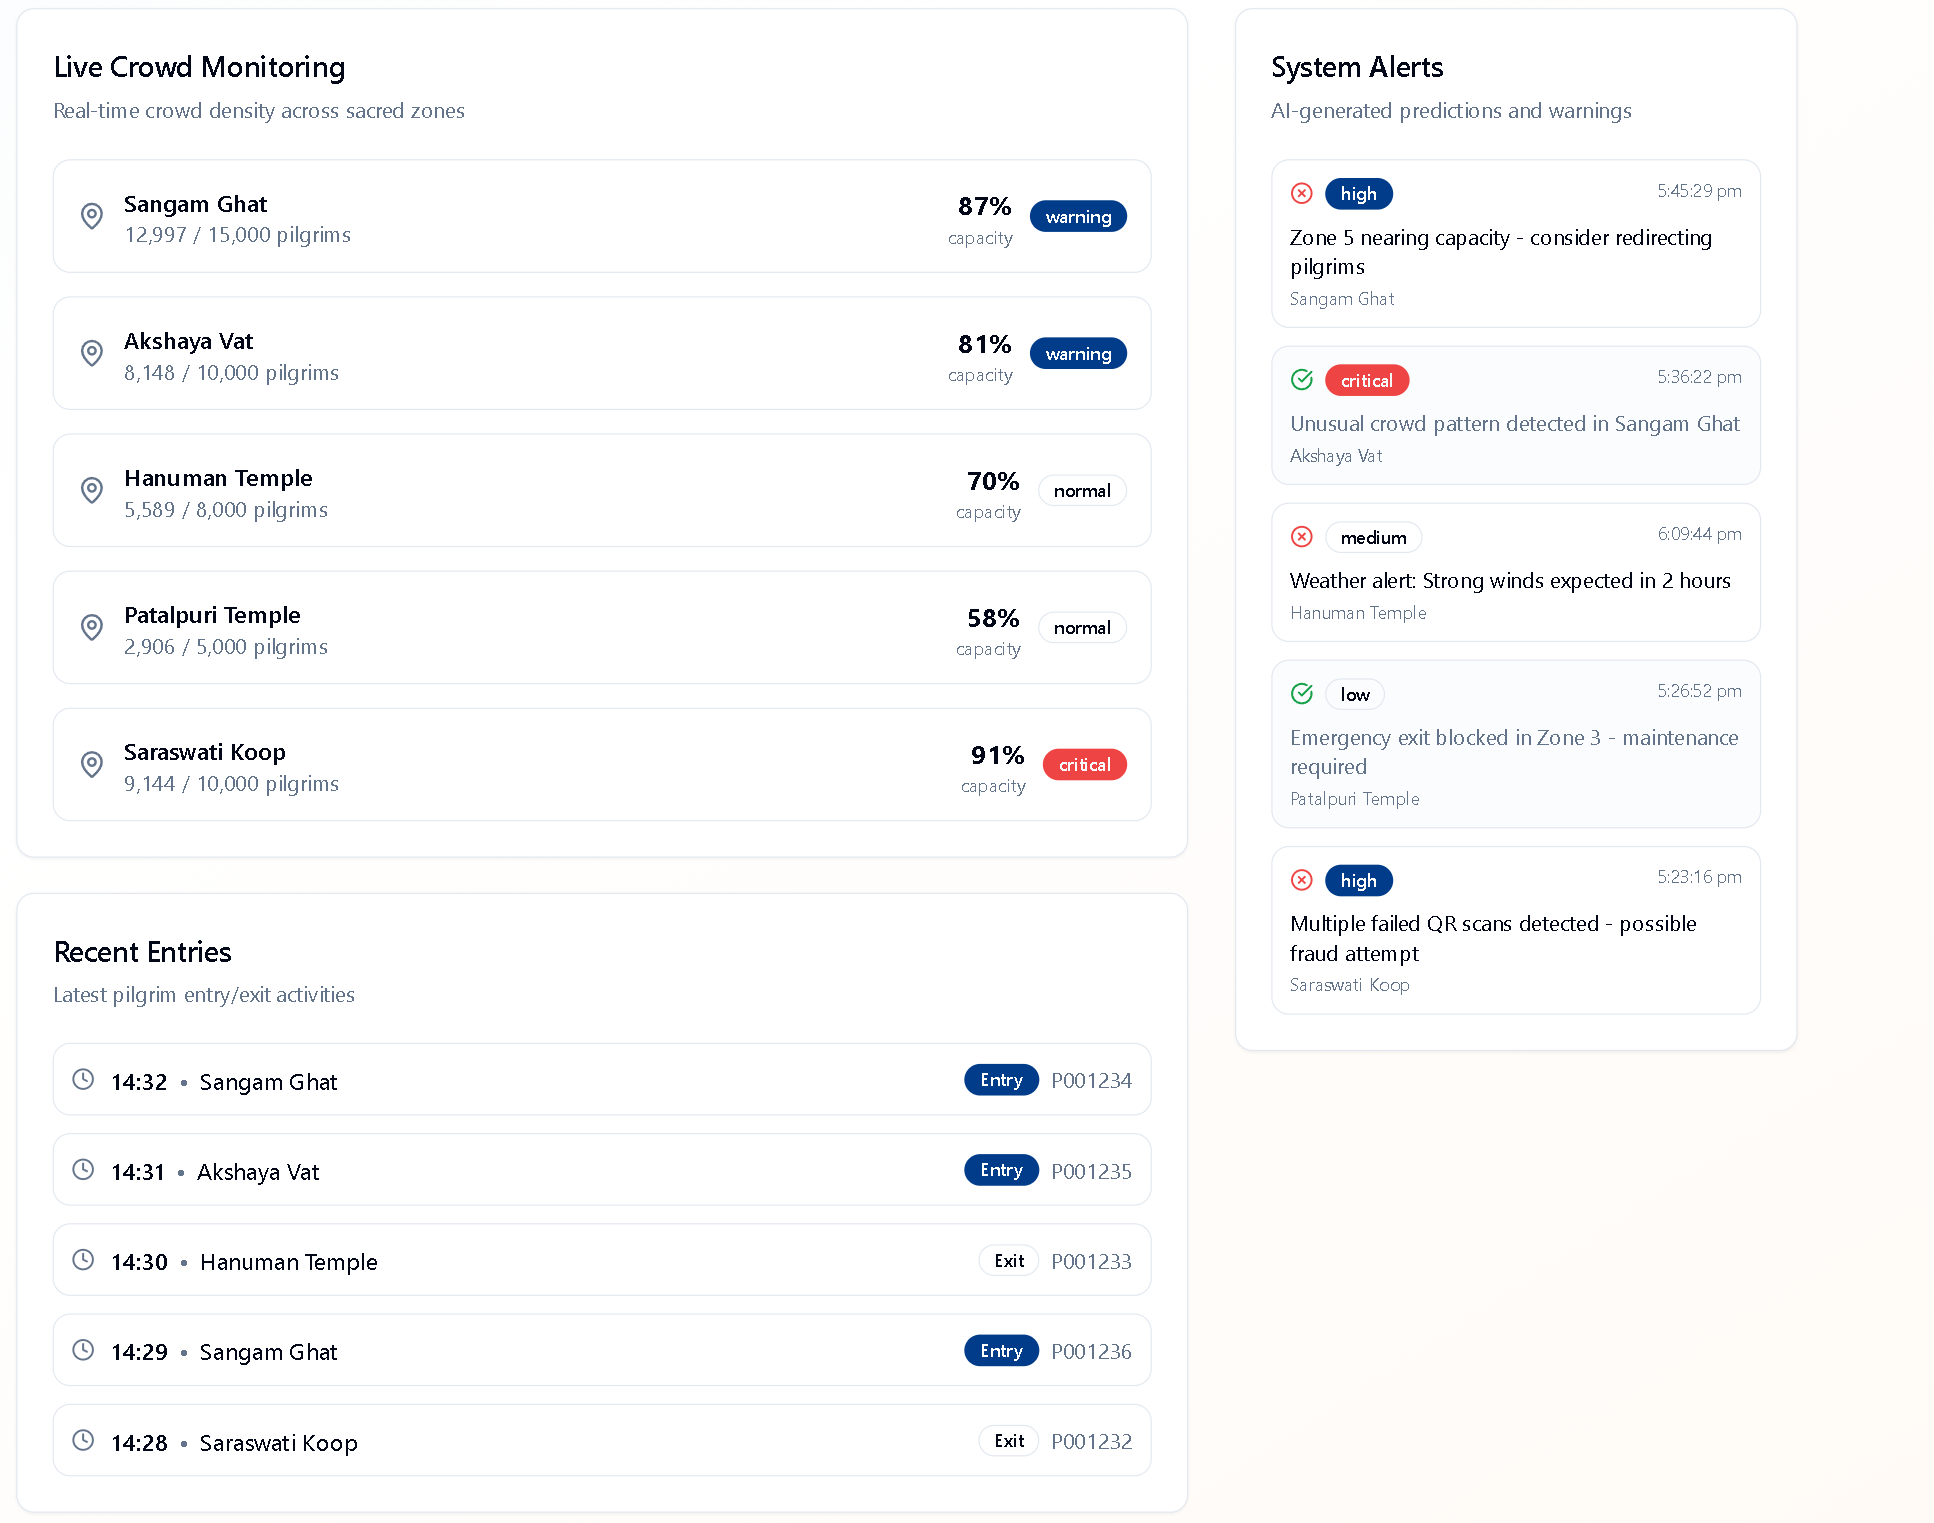 Live Crowd Monitoring
Real-time crowd density across sacred zones
Sangam Ghat
12,997 / 15,000 pilgrims
87%
capacity
warning
Akshaya Vat
8,148 / 10,000 pilgrims
81%
capacity
warning
Hanuman Temple
5,589 / 8,000 pilgrims
70%
capacity
normal
Patalpuri Temple
2,906 / 5,000 pilgrims
58%
capacity
normal
Saraswati Koop
9,144 / 10,000 pilgrims
91%
capacity
critical
Recent Entries
Latest pilgrim entry/exit activities
14:32 • Sangam Ghat Entry P001234
14:31 • Akshaya Vat Entry P001235
14:30 • Hanuman Temple Exit P001233
14:29 • Sangam Ghat Entry P001236
14:28 • Saraswati Koop Exit P001232
System Alerts
AI-generated predictions and warnings
high 5:45:29 pm
Zone 5 nearing capacity - consider redirecting
pilgrims
Sangam Ghat
critical 5:36:22 pm
Unusual crowd pattern detected in Sangam Ghat
Akshaya Vat
medium 6:09:44 pm
Weather alert: Strong winds expected in 2 hours
Hanuman Temple
low 5:26:52 pm
Emergency exit blocked in Zone 3 - maintenance
required
Patalpuri Temple
high 5:23:16 pm
Multiple failed QR scans detected - possible
fraud attempt
Saraswati Koop